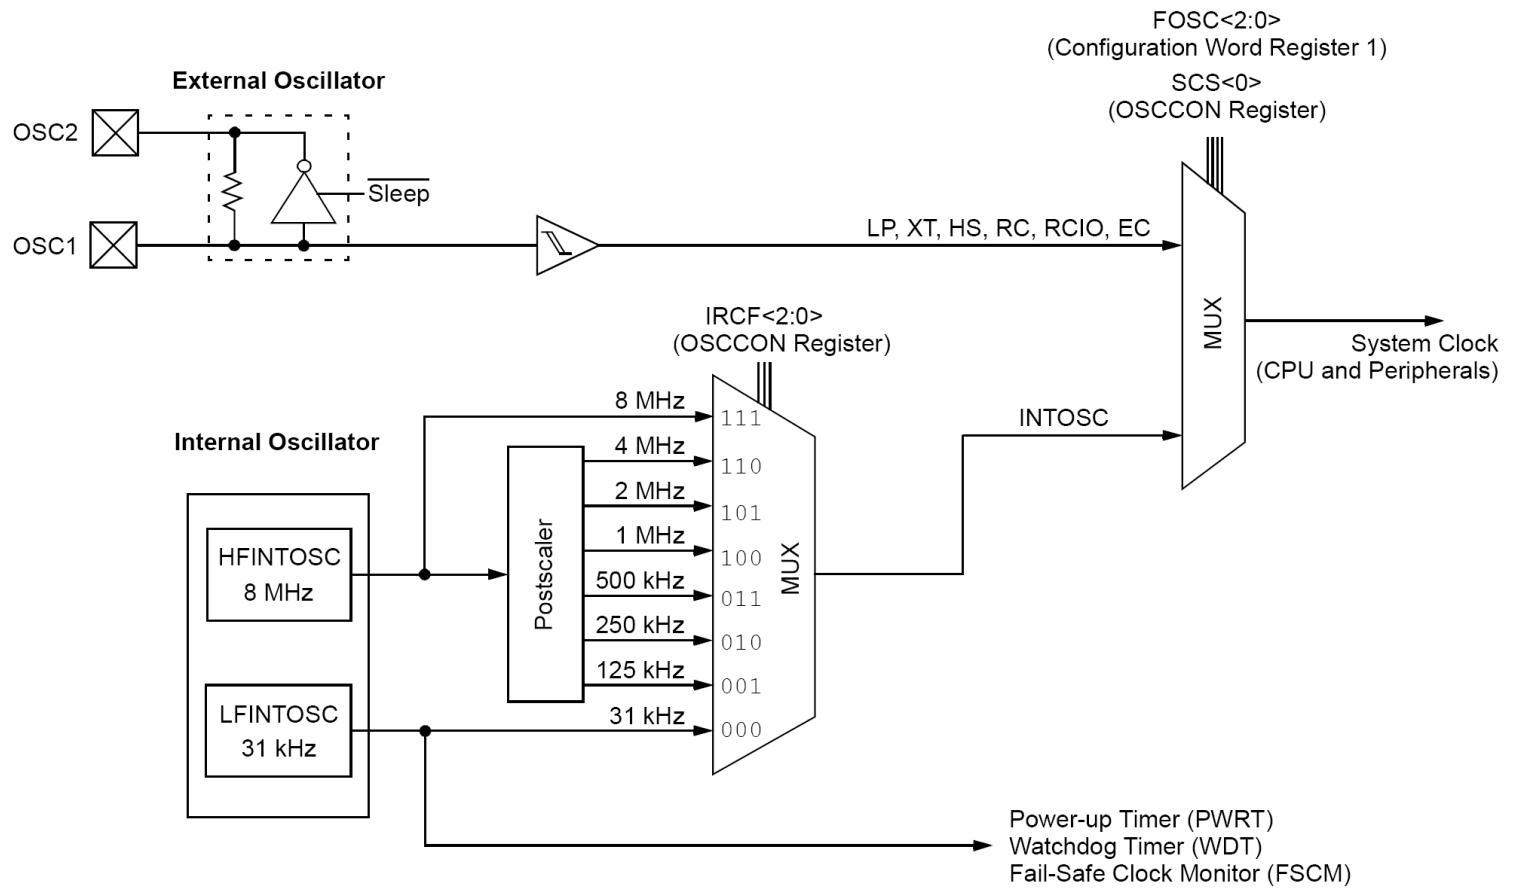 FOSC<2:0>
(Configuration Word Register 1)
SCS<0>
(OSCCON Register)
External Oscillator
OSC2
Sleep
OSC1
LP, XT, HS, RC, RCIO, EC
IRCF<2:0>
(OSCCON Register)
MUX
System Clock
(CPU and Peripherals)
INTOSC
Internal Oscillator
HFINTOSC
8 MHz
LFINTOSC
31 kHz
Postscaler
8 MHz
4 MHz
2 MHz
1 MHz
500 kHz
250 kHz
125 kHz
31 kHz
111
110
101
100
011
010
001
000
MUX
Power-up Timer (PWRT)
Watchdog Timer (WDT)
Fail-Safe Clock Monitor (FSCM)